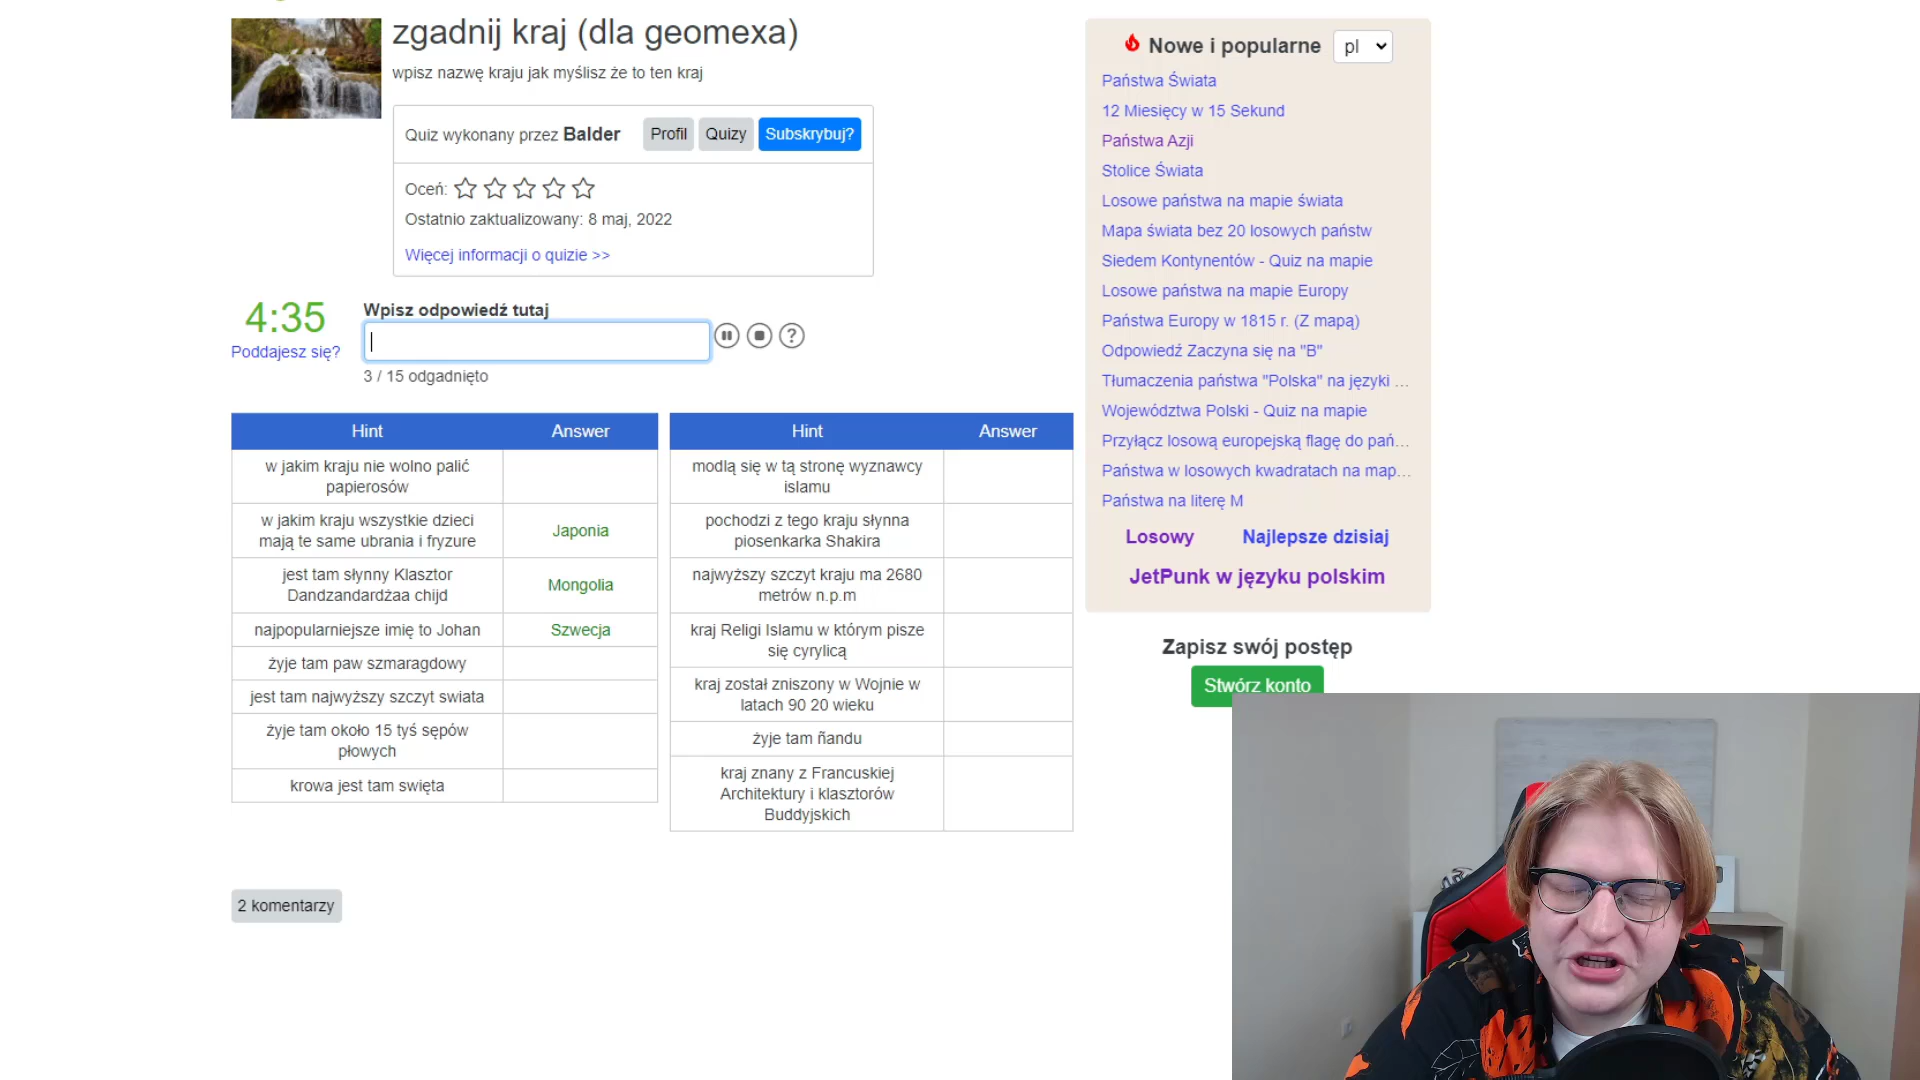 zgadnij kraj (dla geomexa)
wpisz nazwę kraju jak myślisz że to ten kraj
Quiz wykonany przez Balder
Profil
Quizy
Subskrybuj?
Oceń:
Ostatnio zaktualizowany: 8 maj, 2022
Więcej informacji o quizie >>
4:35
Poddajesz się?
Wpisz odpowiedź tutaj
3 / 15 odgadnięto
Hint Answer
w jakim kraju nie wolno palić
papierosów
w jakim kraju wszystkie dzieci
mają te same ubrania i fryzure
Japonia
jest tam słynny Klasztor
Dandzandardżaa chijd
Mongolia
najpopularniejsze imię to Johan
Szwecja
żyje tam paw szmaragdowy
jest tam najwyższy szczyt swiata
żyje tam około 15 tyś sępów
płowych
krowa jest tam swięta
Hint Answer
modlą się w tą stronę wyznawcy
islamu
pochodzi z tego kraju słynna
piosenkarka Shakira
najwyższy szczyt kraju ma 2680
metrów n.p.m
kraj Religi Islamu w którym pisze
się cyrylicą
kraj został zniszony w Wojnie w
latach 90 20 wieku
żyje tam ñandu
kraj znany z Francuskiej
Architektury i klasztorów
Buddyjskich
2 komentarzy
Nowe i popularne
pl
Państwa Świata
12 Miesięcy w 15 Sekund
Państwa Azji
Stolice Świata
Losowe państwa na mapie świata
Mapa świata bez 20 losowych państw
Siedem Kontynentów - Quiz na mapie
Losowe państwa na mapie Europy
Państwa Europy w 1815 r. (Z mapą)
Odpowiedź Zaczyna się na "B"
Tłumaczenia państwa "Polska" na języki ...
Województwa Polski - Quiz na mapie
Przyłącz losową europejską flagę do pań...
Państwa w losowych kwadratach na map...
Państwa na literę M
Losowy
Najlepsze dzisiaj
JetPunk w języku polskim
Zapisz swój postęp
Stwórz konto